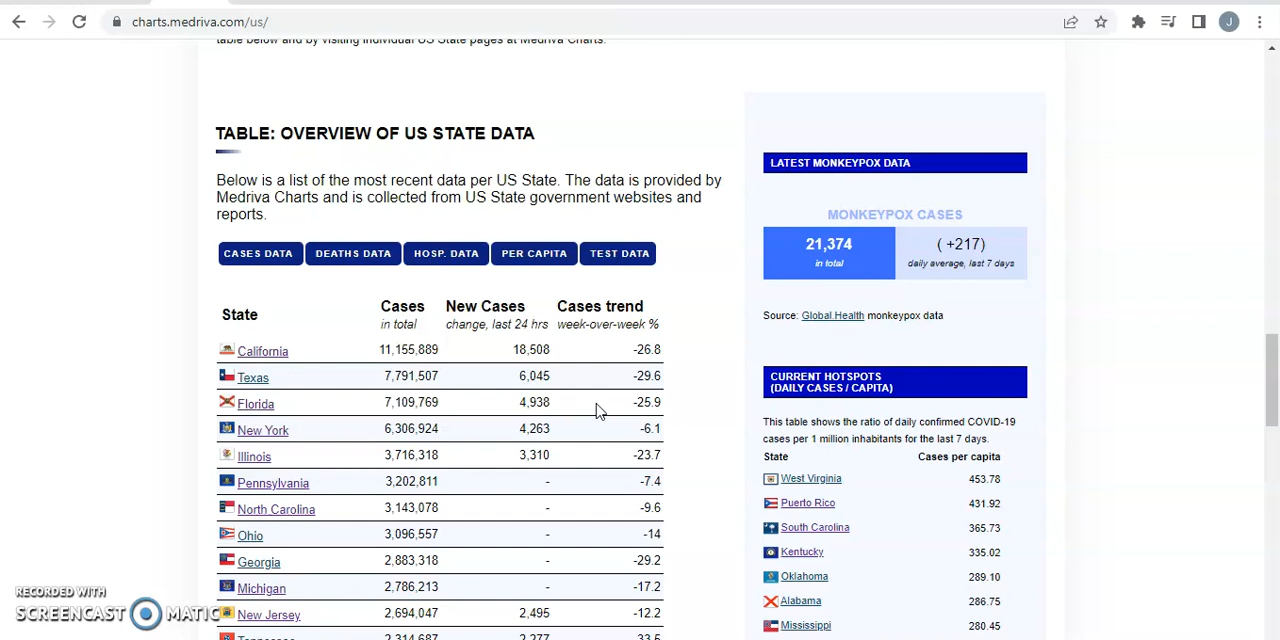 charts.medriva.com/us/
J
table below and by visiting individual US State pages at Medriva Charts.
TABLE: OVERVIEW OF US STATE DATA
Below is a list of the most recent data per US State. The data is provided by
Medriva Charts and is collected from US State government websites and
reports.
CASES DATA DEATHS DATA HOSP. DATA PER CAPITA TEST DATA
State Cases New Cases Cases trend
in total change, last 24 hrs week-over-week %
California 11,155,889 18,508 -26.8
Texas 7,791,507 6,045 -29.6
Florida 7,109,769 4,938 -25.9
New York 6,306,924 4,263 -6.1
Illinois 3,716,318 3,310 -23.7
Pennsylvania 3,202,811 - -7.4
North Carolina 3,143,078 - -9.6
Ohio 3,096,557 - -14
Georgia 2,883,318 - -29.2
Michigan 2,786,213 - -17.2
New Jersey 2,694,047 2,495 -12.2
Tennessee 2,314,687 2,277 -33.5
LATEST MONKEYPOX DATA
MONKEYPOX CASES
21,374 ( +217)
in total daily average, last 7 days
Source: Global.Health monkeypox data
CURRENT HOTSPOTS
(DAILY CASES / CAPITA)
This table shows the ratio of daily confirmed COVID-19
cases per 1 million inhabitants for the last 7 days.
State Cases per capita
West Virginia 453.78
Puerto Rico 431.92
South Carolina 365.73
Kentucky 335.02
Oklahoma 289.10
Alabama 286.75
Mississippi 280.45
RECORDED WITH
SCREENCAST MATIC